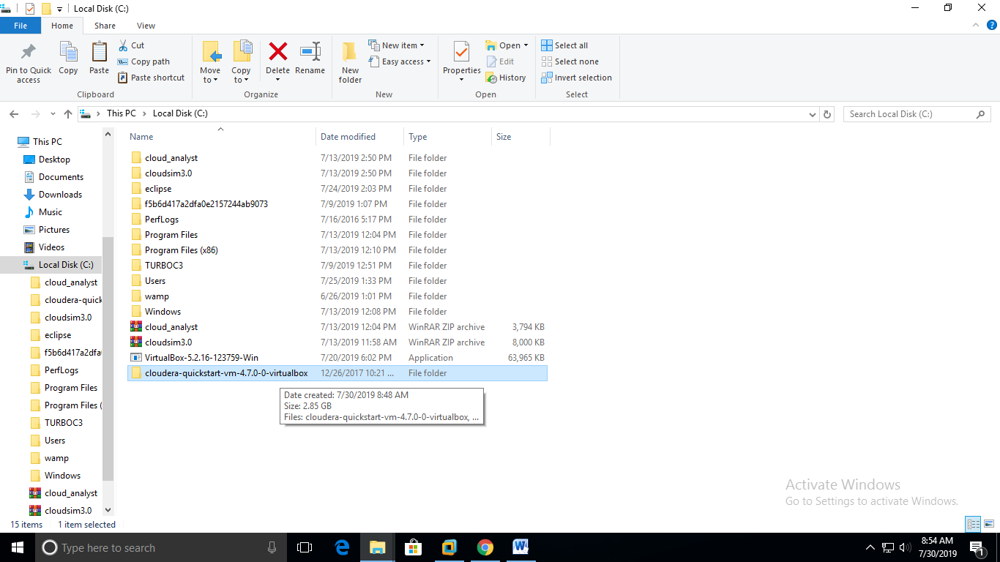 Local Disk (C:)
File Home Share View
Pin to Quick access
Copy
Paste
Cut
Copy path
Paste shortcut
Clipboard
Move to
Copy to
Delete
Rename
Organize
New folder
New item
Easy access
New
Properties
Open
Edit
History
Open
Select all
Select none
Invert selection
Select
This PC Local Disk (C:)
Search Local Disk (C:)
This PC
Desktop
Documents
Downloads
Music
Pictures
Videos
Local Disk (C:)
cloud_analyst
cloudera-quick
cloudsim3.0
eclipse
f5b6d417a2dfa
PerfLogs
Program Files
Program Files (
TURBOC3
Users
wamp
Windows
cloud_analyst
cloudsim3.0
Name Date modified Type Size
cloud_analyst 7/13/2019 2:50 PM File folder
cloudsim3.0 7/13/2019 2:50 PM File folder
eclipse 7/24/2019 2:03 PM File folder
f5b6d417a2dfa0e2157244ab9073 7/9/2019 1:07 PM File folder
PerfLogs 7/16/2016 5:17 PM File folder
Program Files 7/13/2019 12:04 PM File folder
Program Files (x86) 7/13/2019 12:10 PM File folder
TURBOC3 7/9/2019 12:51 PM File folder
Users 7/25/2019 1:33 PM File folder
wamp 6/26/2019 1:01 PM File folder
Windows 7/13/2019 12:08 PM File folder
cloud_analyst 7/13/2019 12:04 PM WinRAR ZIP archive 3,794 KB
cloudsim3.0 7/13/2019 11:58 AM WinRAR ZIP archive 8,000 KB
VirtualBox-5.2.16-123759-Win 7/20/2019 6:02 PM Application 63,965 KB
cloudera-quickstart-vm-4.7.0-0-virtualbox 12/26/2017 10:21 ... File folder
Date created: 7/30/2019 8:48 AM
Size: 2.85 GB
Files: cloudera-quickstart-vm-4.7.0-0-virtualbox, ...
Activate Windows
Go to Settings to activate Windows.
15 items 1 item selected
Type here to search
8:54 AM
7/30/2019
1